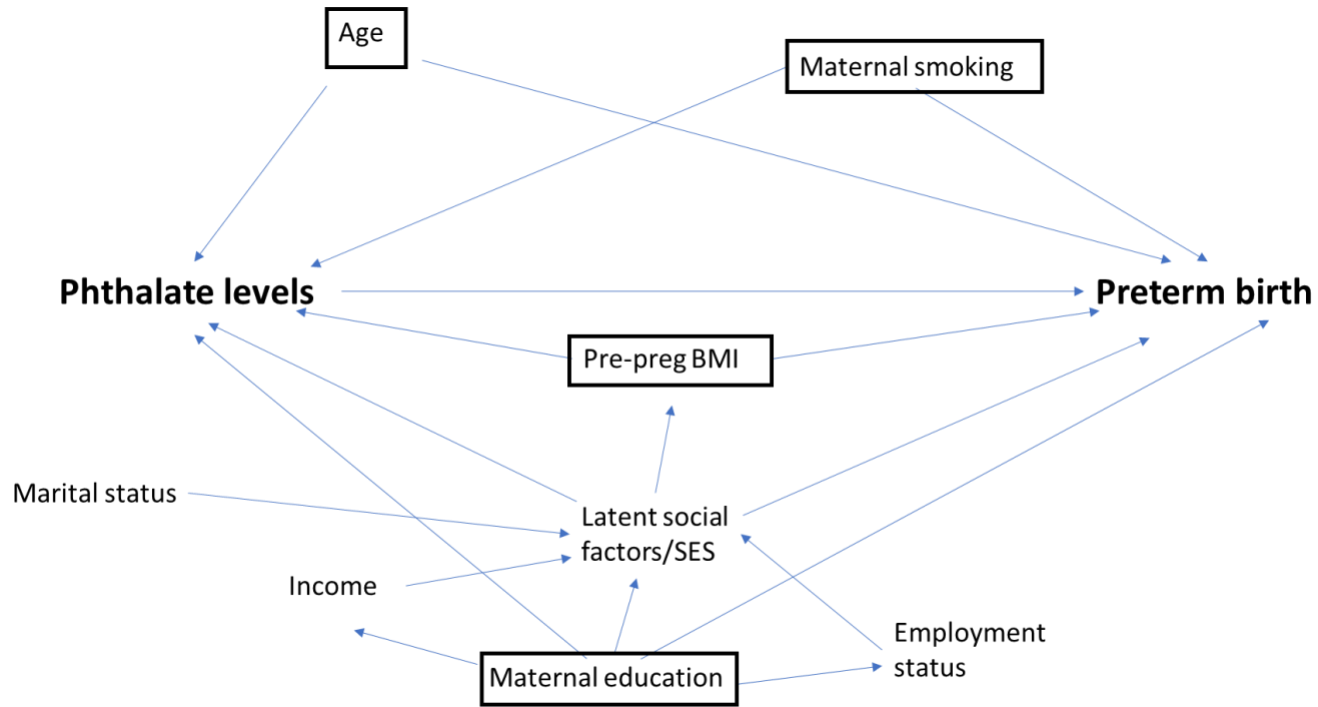 Age
Maternal smoking
Phthalate levels
Preterm birth
Pre-preg BMI
Marital status
Latent social
factors/SES
Income
Employment
status
Maternal education